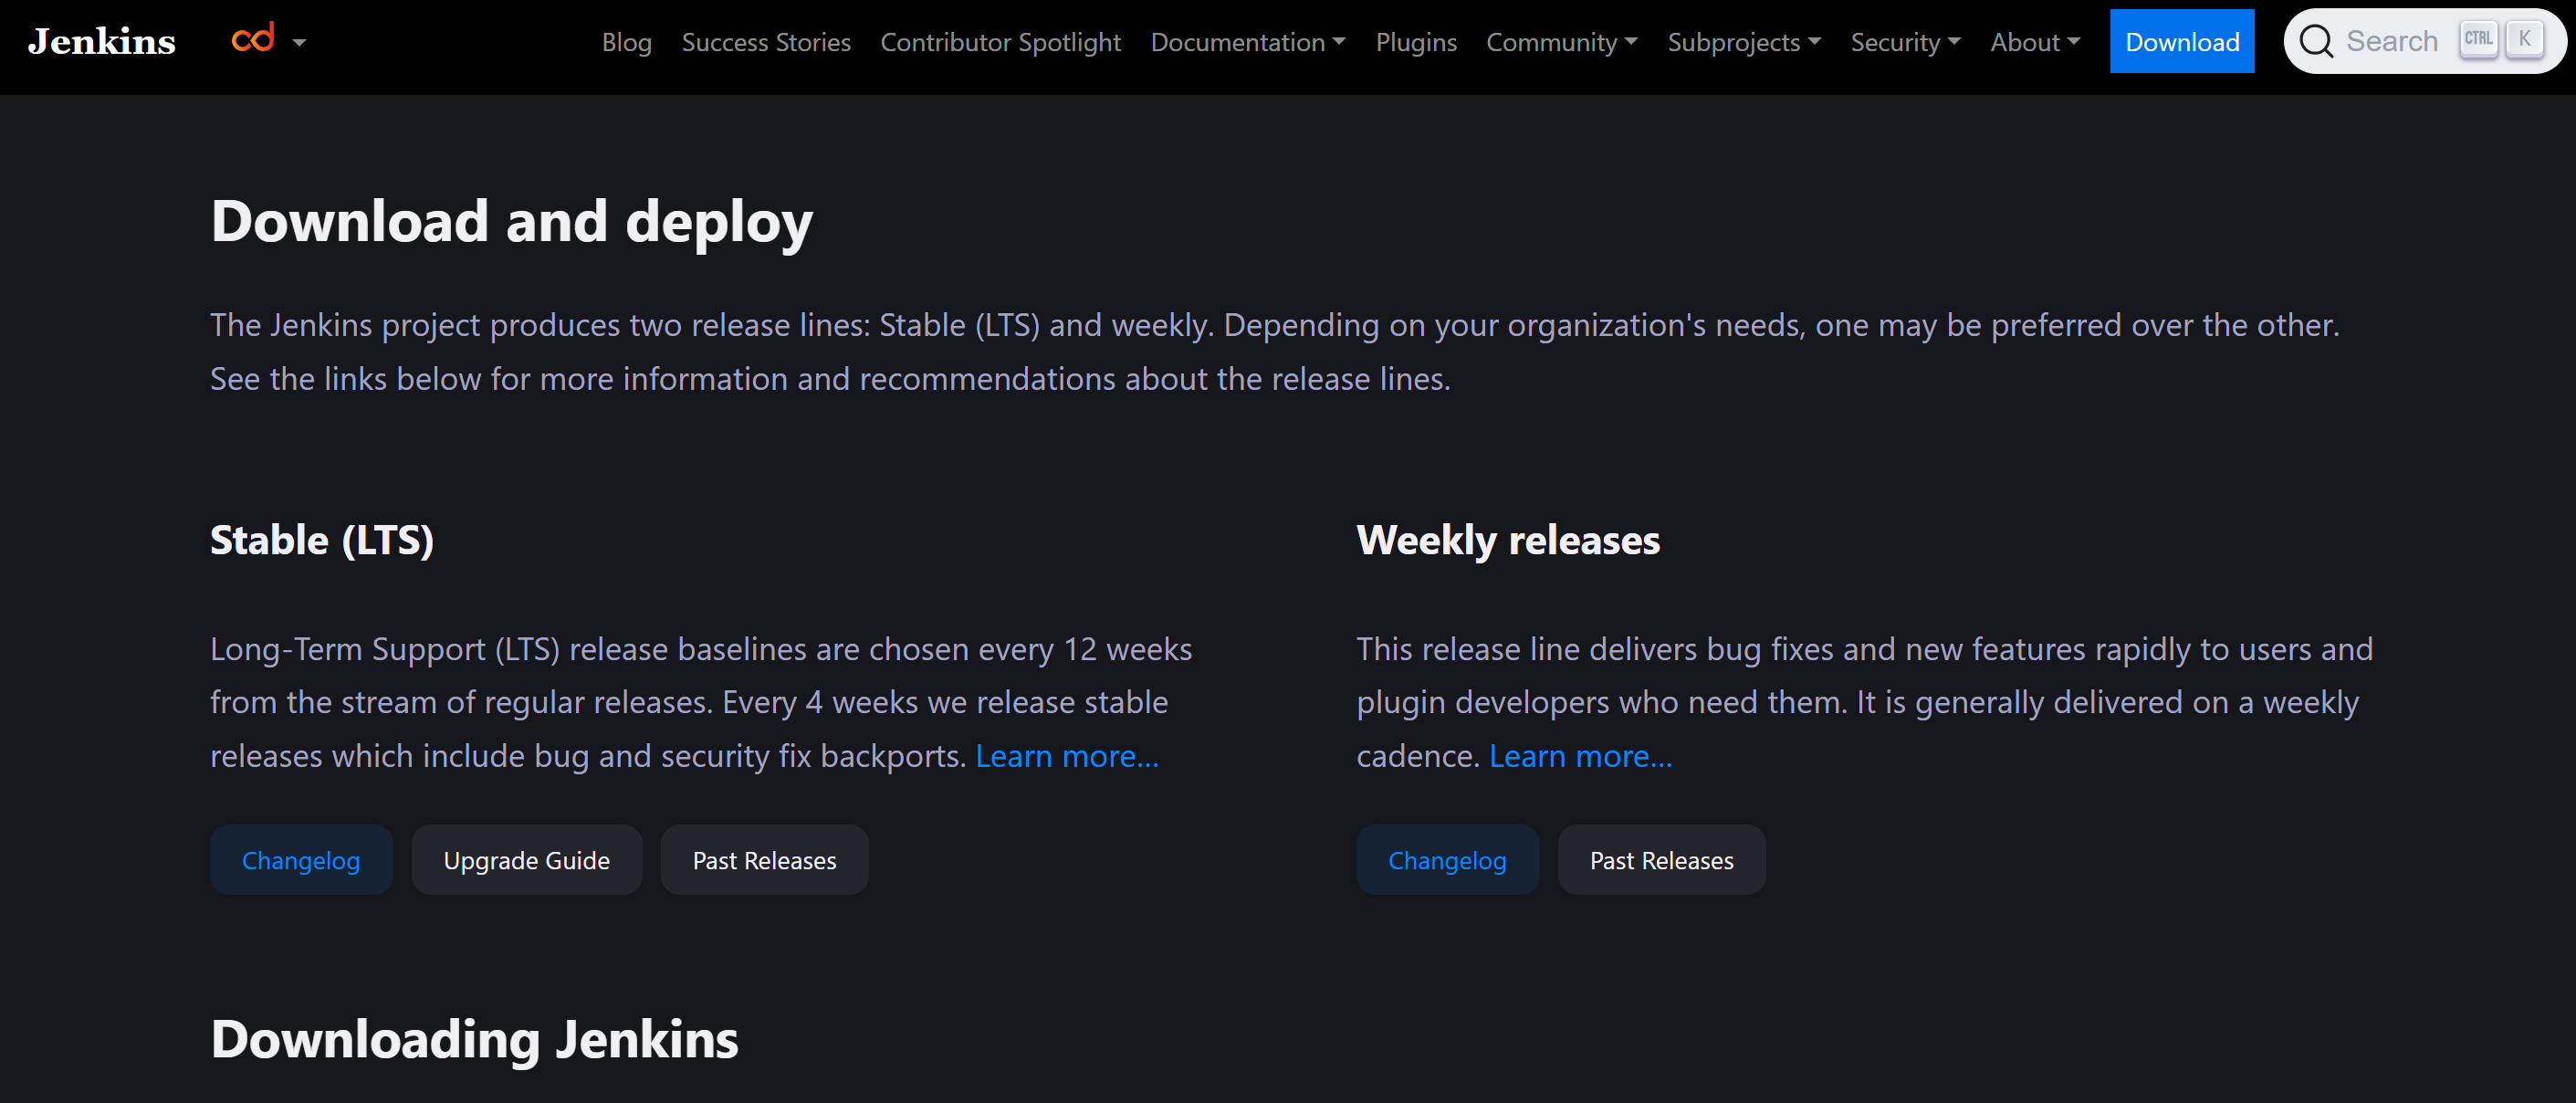 Jenkins
cd
Blog Success Stories Contributor Spotlight Documentation Plugins Community Subprojects Security About Download Search CTRL K
Download and deploy
The Jenkins project produces two release lines: Stable (LTS) and weekly. Depending on your organization's needs, one may be preferred over the other.
See the links below for more information and recommendations about the release lines.
Stable (LTS)
Long-Term Support (LTS) release baselines are chosen every 12 weeks
from the stream of regular releases. Every 4 weeks we release stable
releases which include bug and security fix backports. Learn more...
Changelog Upgrade Guide Past Releases
Weekly releases
This release line delivers bug fixes and new features rapidly to users and
plugin developers who need them. It is generally delivered on a weekly
cadence. Learn more...
Changelog Past Releases
Downloading Jenkins